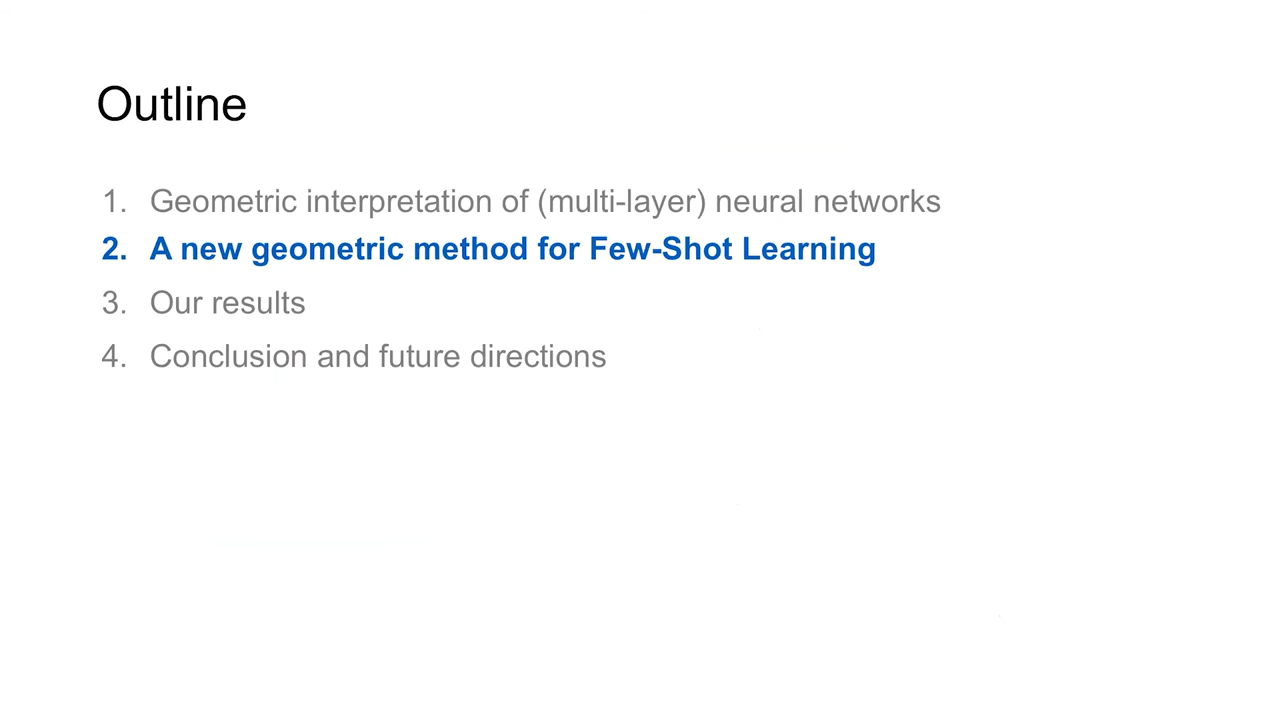 Outline
1. Geometric interpretation of (multi-layer) neural networks
2. A new geometric method for Few-Shot Learning
3. Our results
4. Conclusion and future directions